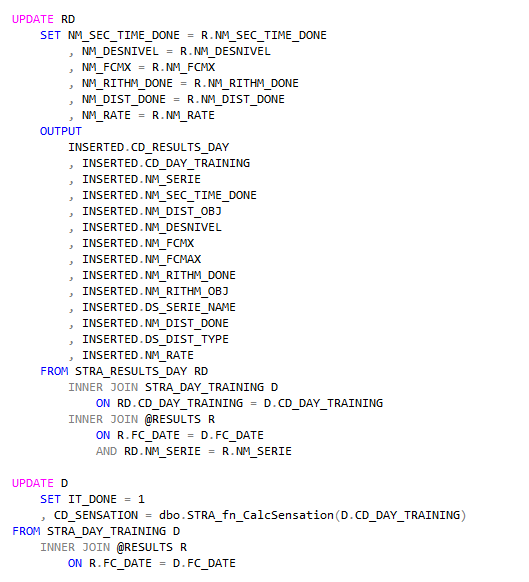 UPDATE RD
SET NM_SEC_TIME_DONE = R.NM_SEC_TIME_DONE
, NM_DESNIVEL = R.NM_DESNIVEL
, NM_FCMX = R.NM_FCMX
, NM_RITHM_DONE = R.NM_RITHM_DONE
, NM_DIST_DONE = R.NM_DIST_DONE
, NM_RATE = R.NM_RATE
OUTPUT
INSERTED.CD_RESULTS_DAY
, INSERTED.CD_DAY_TRAINING
, INSERTED.NM_SERIE
, INSERTED.NM_SEC_TIME_DONE
, INSERTED.NM_DIST_OBJ
, INSERTED.NM_DESNIVEL
, INSERTED.NM_FCMX
, INSERTED.NM_FCMAX
, INSERTED.NM_RITHM_DONE
, INSERTED.NM_RITHM_OBJ
, INSERTED.DS_SERIE_NAME
, INSERTED.NM_DIST_DONE
, INSERTED.DS_DIST_TYPE
, INSERTED.NM_RATE
FROM STRA_RESULTS_DAY RD
INNER JOIN STRA_DAY_TRAINING D
ON RD.CD_DAY_TRAINING = D.CD_DAY_TRAINING
INNER JOIN @RESULTS R
ON R.FC_DATE = D.FC_DATE
AND RD.NM_SERIE = R.NM_SERIE
UPDATE D
SET IT_DONE = 1
, CD_SENSATION = dbo.STRA_fn_CalcSensation(D.CD_DAY_TRAINING)
FROM STRA_DAY_TRAINING D
INNER JOIN @RESULTS R
ON R.FC_DATE = D.FC_DATE